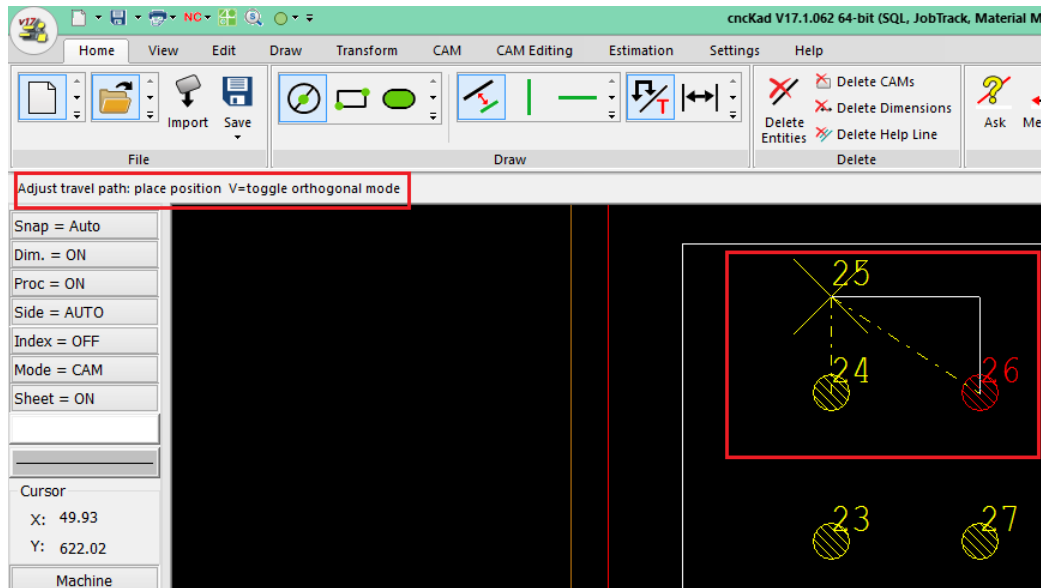 V17
NC
cncKad V17.1.062 64-bit (SQL, JobTrack, Material M
Home View Edit Draw Transform CAM CAM Editing Estimation Settings Help
Import Save
Delete Entities
Delete CAMs
Delete Dimensions
Delete Help Line
Ask Me
File Draw Delete
Adjust travel path: place position V=toggle orthogonal mode
Snap = Auto
Dim. = ON
Proc = ON
Side = AUTO
Index = OFF
Mode = CAM
Sheet = ON
Cursor
X: 49.93
Y: 622.02
Machine
25
24 26
23 27